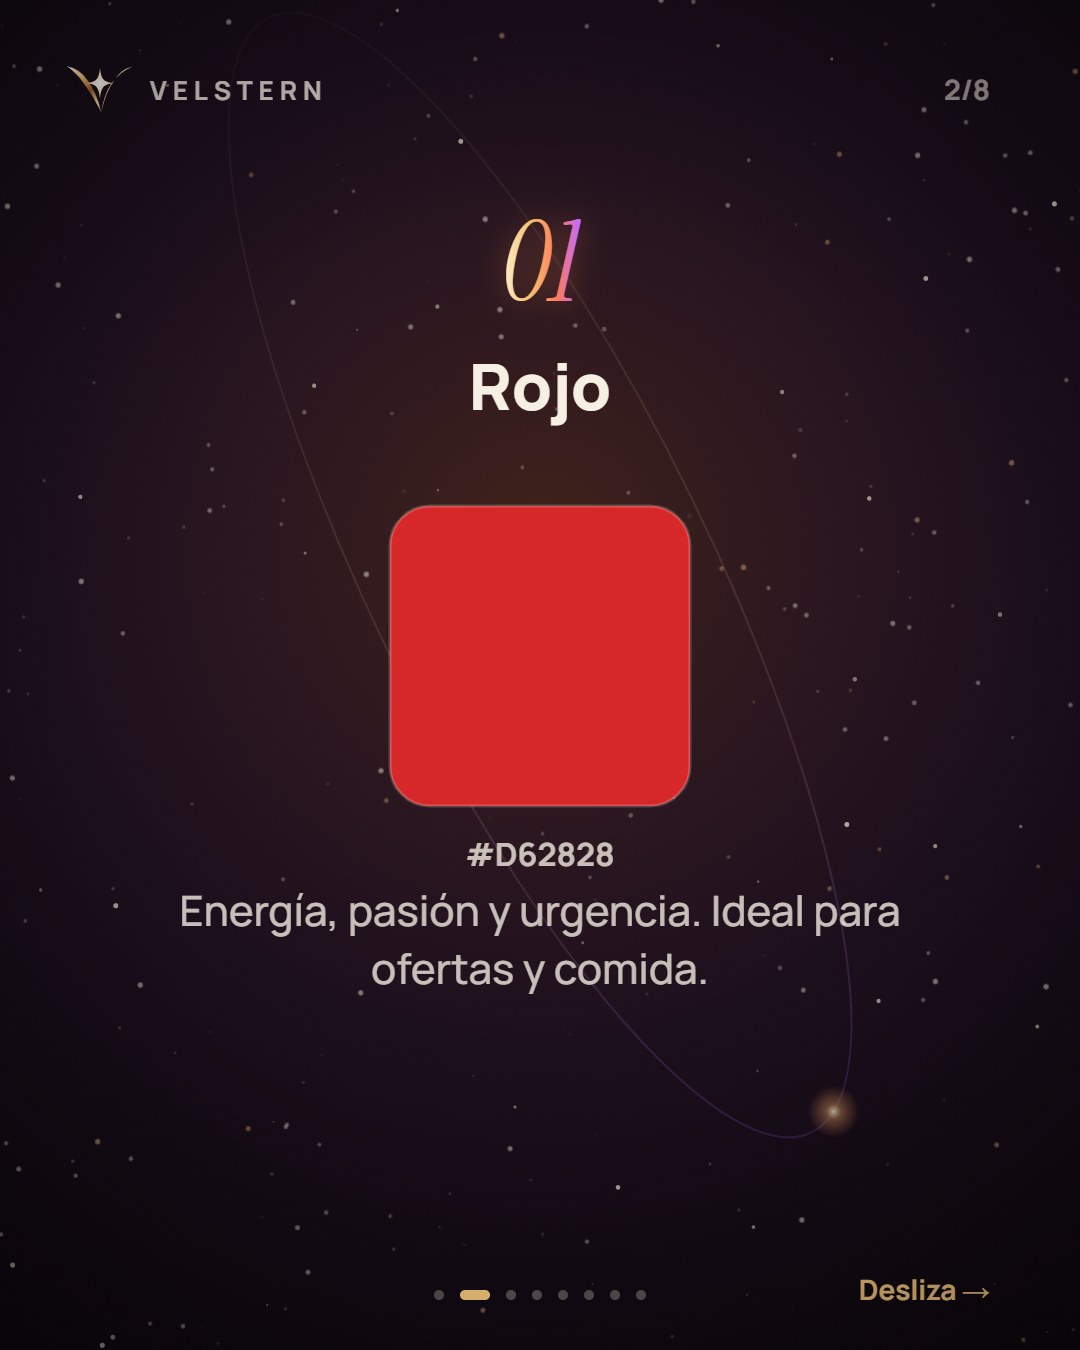 VELSTERN
2/8
01
Rojo
#D62828
Energía, pasión y urgencia. Ideal para
ofertas y comida.
Desliza →